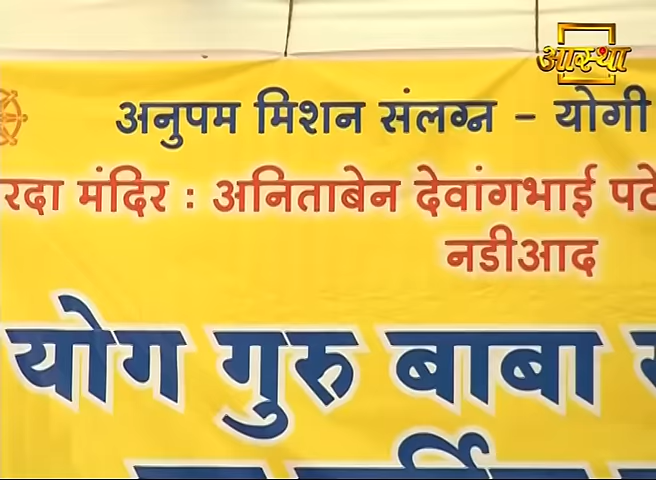 आस्था
अनुपम मिशन संलग्न - योगी
रदा मंदिर : अनिताबेन देवांगभाई पटे
नडीआद
योग गुरु बाबा